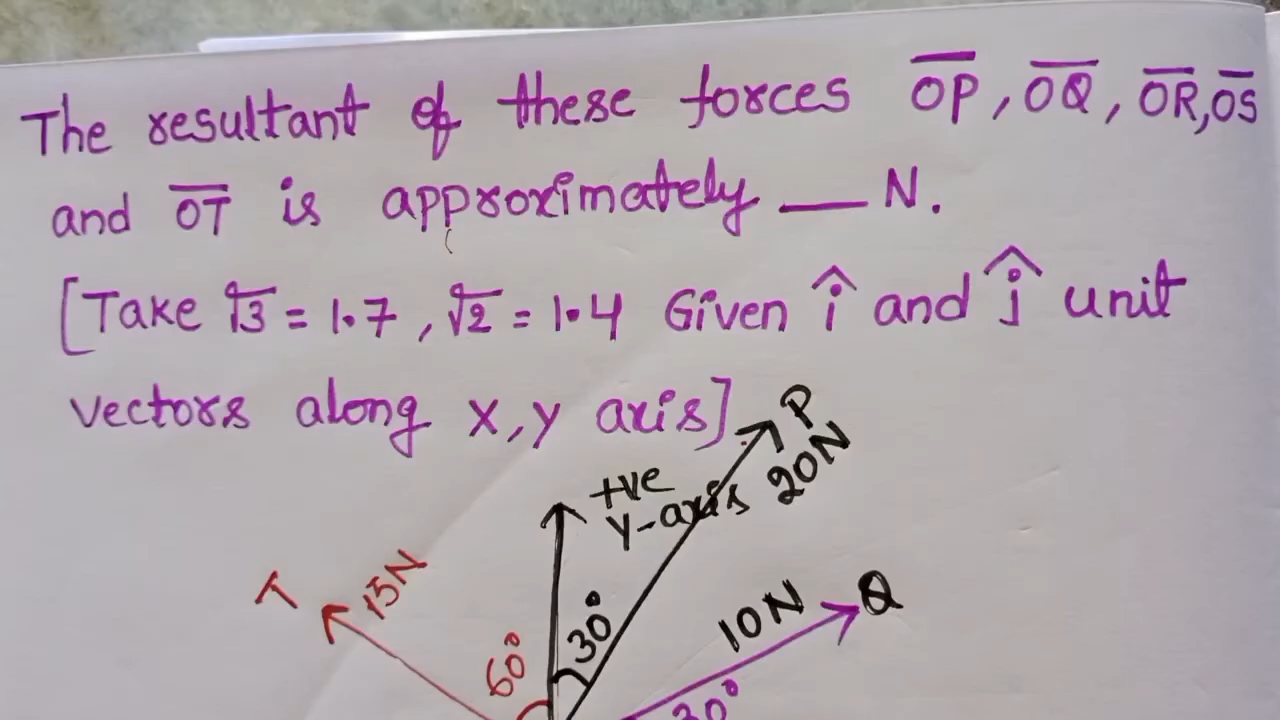 The resultant of these forces OP, OQ, OR, OS
and OT is approximately __ N.
[Take √3 = 1.7, √2 = 1.4 Given î and ĵ unit
vectors along x, y axis]
P
20N
+ve
Y-axis
T
15N
60°
30°
10N
Q
30°